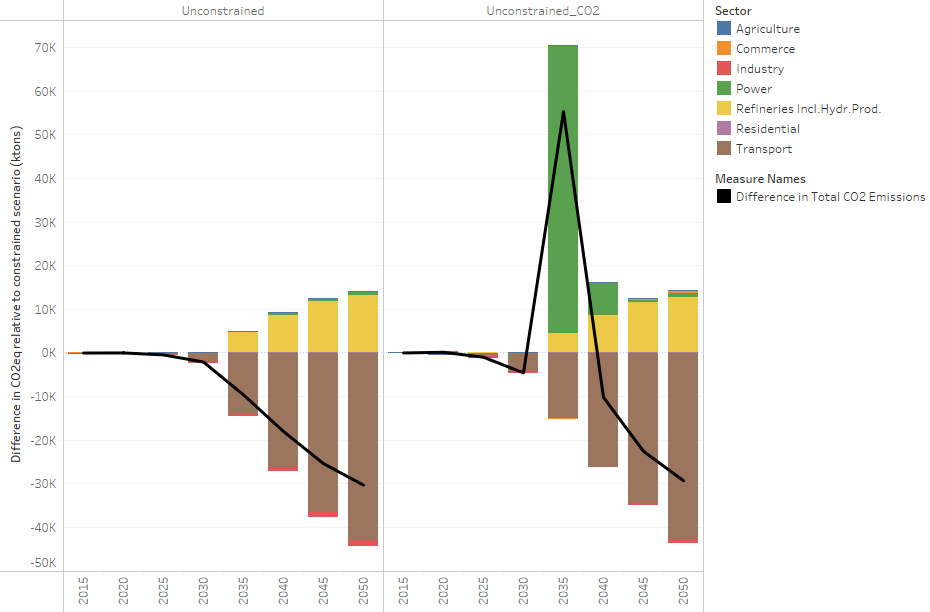 Unconstrained
Unconstrained_CO2
Difference in CO2eq relative to constrained scenario (ktons)
70K
60K
50K
40K
30K
20K
10K
0K
-10K
-20K
-30K
-40K
-50K
2015 2020 2025 2030 2035 2040 2045 2050
2015 2020 2025 2030 2035 2040 2045 2050
Sector
Agriculture
Commerce
Industry
Power
Refineries Incl.Hydr.Prod.
Residential
Transport
Measure Names
Difference in Total CO2 Emissions